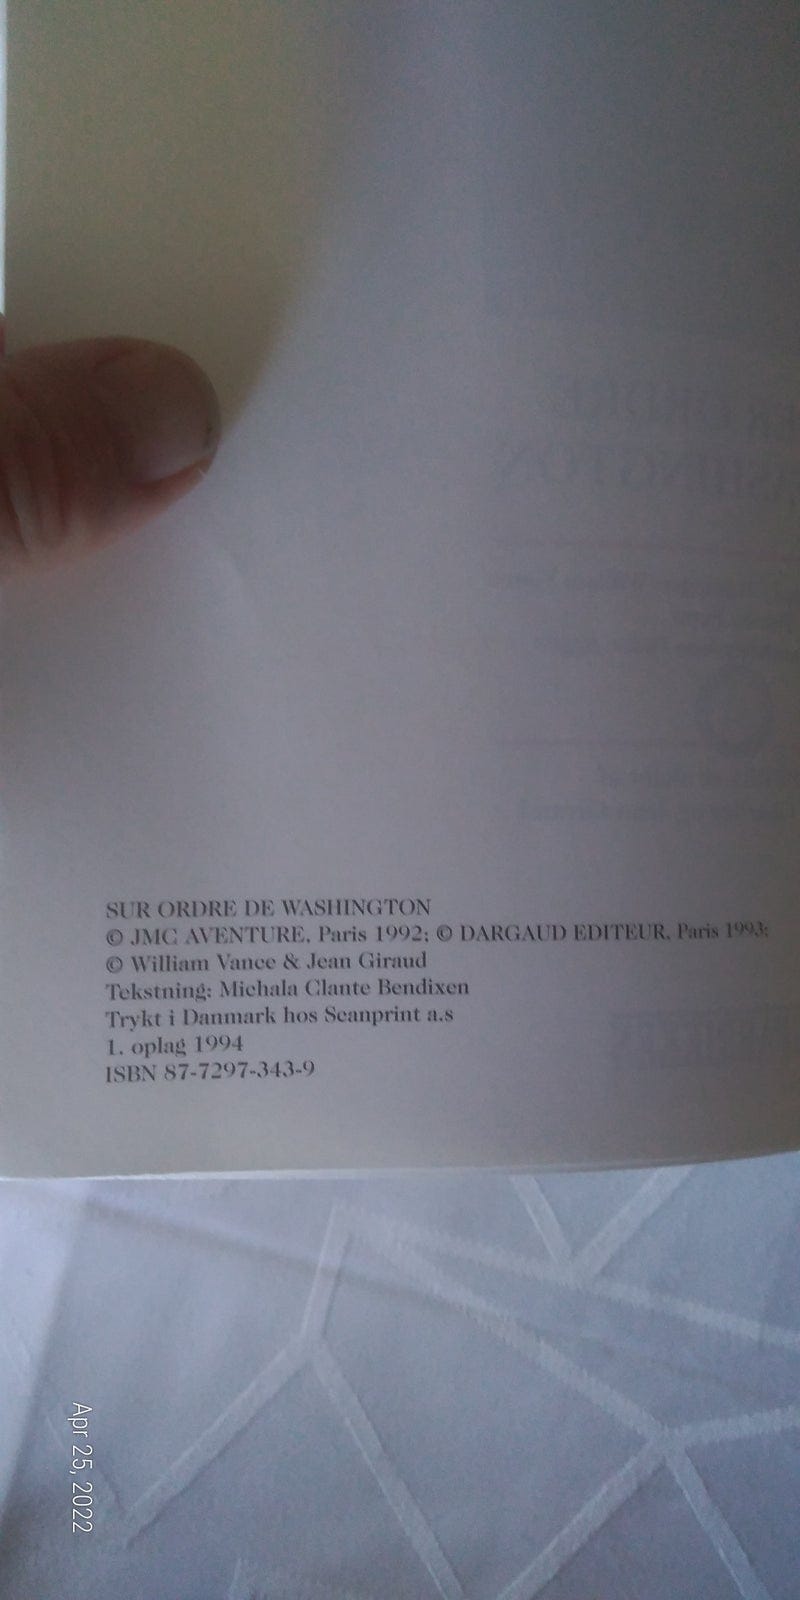 SUR ORDRE DE WASHINGTON
© JMC AVENTURE, Paris 1992; © DARGAUD EDITEUR, Paris 1993;
© William Vance & Jean Giraud
Tekstning: Michala Clante Bendixen
Trykt i Danmark hos Scanprint a.s
1. oplag 1994
ISBN 87-7297-343-9
Apr 25, 2022